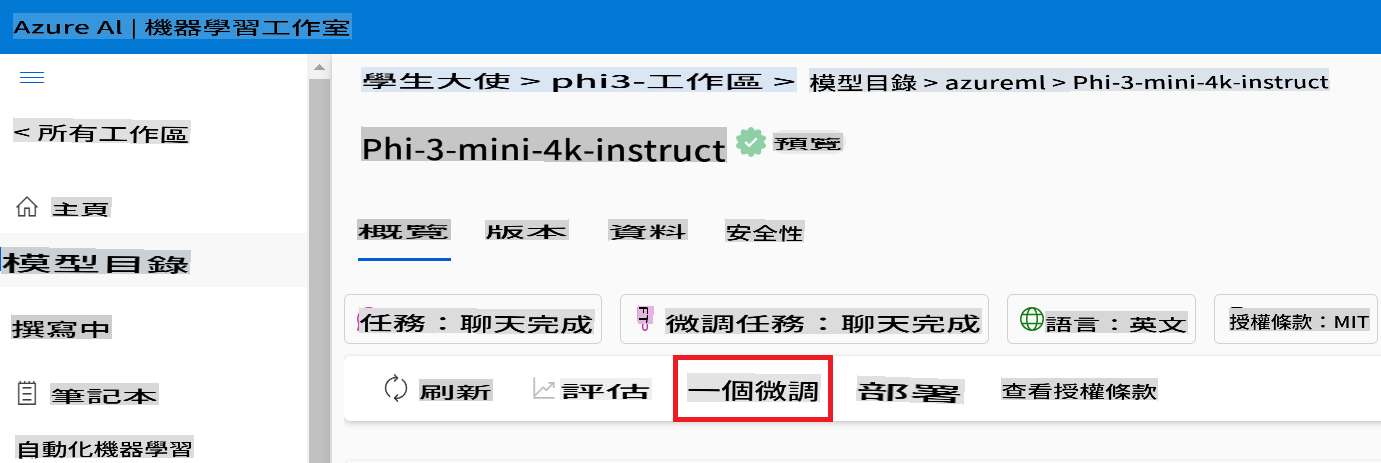 Azure Al | 機器學習工作室
學生大使 > phi3-工作區 > 模型目錄 > azureml > Phi-3-mini-4k-instruct
< 所有工作區
Phi-3-mini-4k-instruct 預覽
主頁
概覽 版本 資料 安全性
模型目錄
撰寫中
任務：聊天完成 微調任務：聊天完成 語言：英文 授權條款：MIT
筆記本
刷新 評估 一個微調 部署 查看授權條款
自動化機器學習